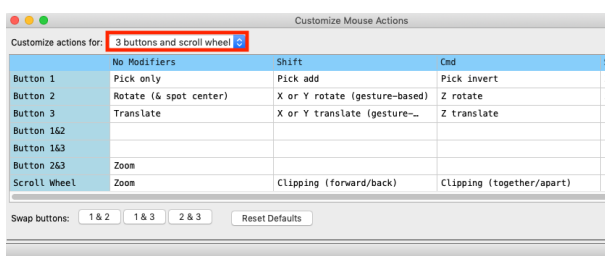 Customize Mouse Actions
Customize actions for: 3 buttons and scroll wheel
No Modifiers Shift Cmd
Button 1 Pick only Pick add Pick invert
Button 2 Rotate (& spot center) X or Y rotate (gesture-based) Z rotate
Button 3 Translate X or Y translate (gesture-… Z translate
Button 1&2
Button 1&3
Button 2&3 Zoom
Scroll Wheel Zoom Clipping (forward/back) Clipping (together/apart)
Swap buttons: 1 & 2 1 & 3 2 & 3 Reset Defaults